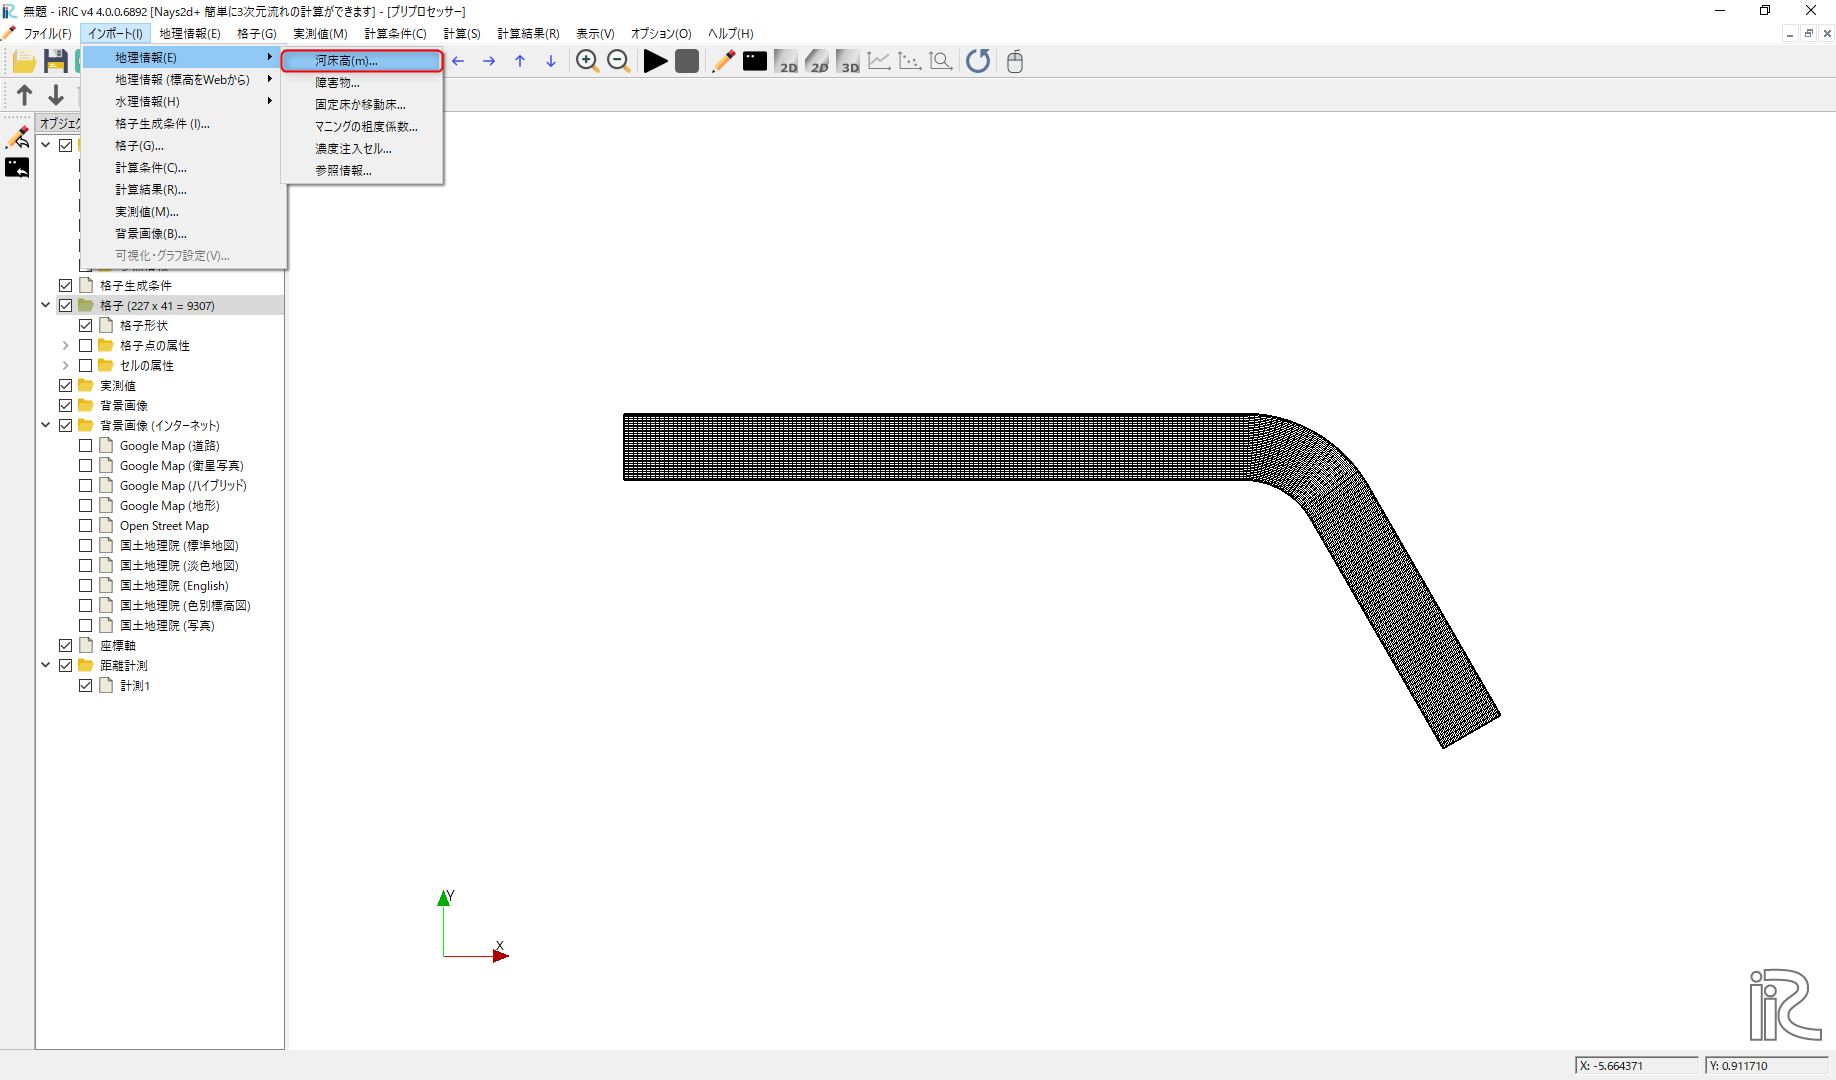 無題 - iRIC v4 4.0.0.6892 [Nays2d+ 簡単に3次元流れの計算ができます] - [プリプロセッサー]
ファイル(F) インポート(I) 地理情報(E) 格子(G) 実測値(M) 計算条件(C) 計算(S) 計算結果(R) 表示(V) オプション(O) ヘルプ(H)
2D 2D 3D
地理情報(E)
地理情報 (標高をWebから)
水理情報(H)
格子生成条件 (I)...
格子(G)...
計算条件(C)...
計算結果(R)...
実測値(M)...
背景画像(B)...
可視化・グラフ設定(V)...
河床高(m)...
障害物...
固定床か移動床...
マニングの粗度係数...
濃度注入セル...
参照情報...
オブジェク
格子生成条件
格子 (227 x 41 = 9307)
格子形状
格子点の属性
セルの属性
実測値
背景画像
背景画像 (インターネット)
Google Map (道路)
Google Map (衛星写真)
Google Map (ハイブリッド)
Google Map (地形)
Open Street Map
国土地理院 (標準地図)
国土地理院 (淡色地図)
国土地理院 (English)
国土地理院 (色別標高図)
国土地理院 (写真)
座標軸
距離計測
計測1
Y
X
iRIC
X: -5.664371
Y: 0.911710